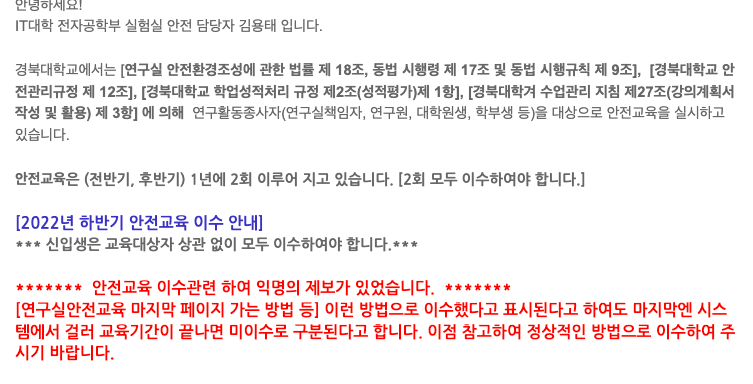 안녕하세요!
IT대학 전자공학부 실험실 안전 담당자 김용태 입니다.
경북대학교에서는 [연구실 안전환경조성에 관한 법률 제 18조, 동법 시행령 제 17조 및 동법 시행규칙 제 9조], [경북대학교 안
전관리규정 제 12조], [경북대학교 학업성적처리 규정 제2조(성적평가)제 1항], [경북대학겨 수업관리 지침 제27조(강의계획서
작성 및 활용) 제 3항] 에 의해 연구활동종사자(연구실책임자, 연구원, 대학원생, 학부생 등)을 대상으로 안전교육을 실시하고
있습니다.
안전교육은 (전반기, 후반기) 1년에 2회 이루어 지고 있습니다. [2회 모두 이수하여야 합니다.]
[2022년 하반기 안전교육 이수 안내]
*** 신입생은 교육대상자 상관 없이 모두 이수하여야 합니다.***
******* 안전교육 이수관련 하여 익명의 제보가 있었습니다. *******
[연구실안전교육 마지막 페이지 가는 방법 등] 이런 방법으로 이수했다고 표시된다고 하여도 마지막엔 시스
템에서 걸러 교육기간이 끝나면 미이수로 구분된다고 합니다. 이점 참고하여 정상적인 방법으로 이수하여 주
시기 바랍니다.